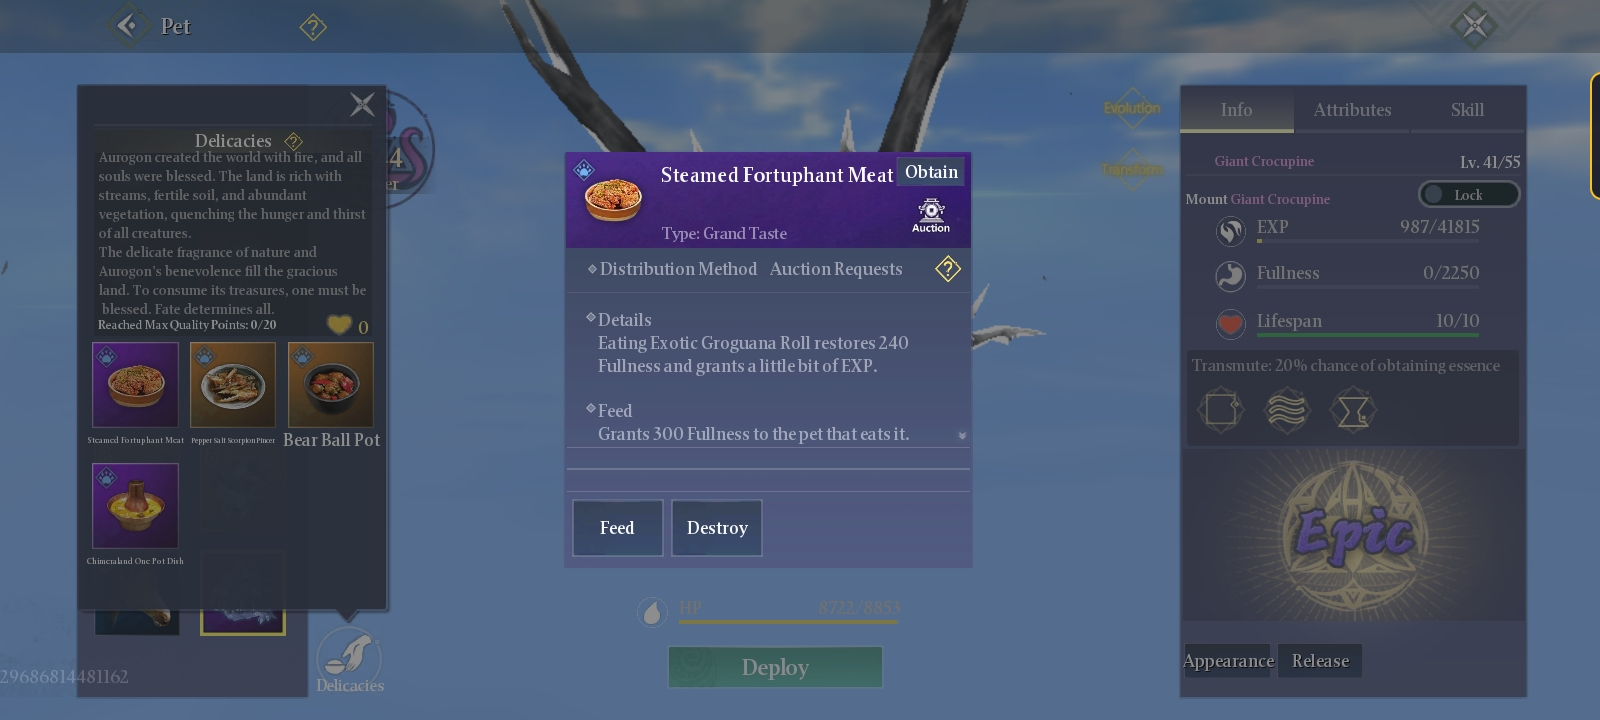 Pet
Delicacies
Aurogon created the world with fire, and all
souls were blessed. The land is rich with
streams, fertile soil, and abundant
vegetation, quenching the hunger and thirst
of all creatures.
The delicate fragrance of nature and
Aurogon's benevolence fill the gracious
land. To consume its treasures, one must be
blessed. Fate determines all.
Reached Max Quality Points: 0/20
0
Steamed Fortuphant Meat
Pepper Salt Scorpion Pincer
Bear Ball Pot
Chimeraland One Pot Dish
29686814481162
Delicacies
Steamed Fortuphant Meat
Obtain
Type: Grand Taste
Auction
Distribution Method Auction Requests
Details
Eating Exotic Groguana Roll restores 240
Fullness and grants a little bit of EXP.
Feed
Grants 300 Fullness to the pet that eats it.
Feed
Destroy
HP 8722/8853
Deploy
Evolution
Transform
Info
Attributes
Skill
Giant Crocupine
Lv. 41/55
Mount Giant Crocupine
Lock
EXP 987/41815
Fullness 0/2250
Lifespan 10/10
Transmute: 20% chance of obtaining essence
Epic
Appearance
Release